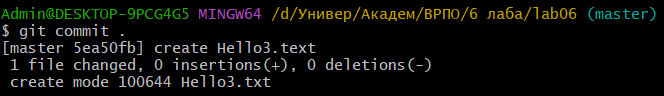 Admin@DESKTOP-9PCG4G5 MINGW64 /d/Универ/Академ/ВРПО/6 лаба/lab06 (master)
$ git commit .
[master 5ea50fb] create Hello3.text
 1 file changed, 0 insertions(+), 0 deletions(-)
 create mode 100644 Hello3.txt